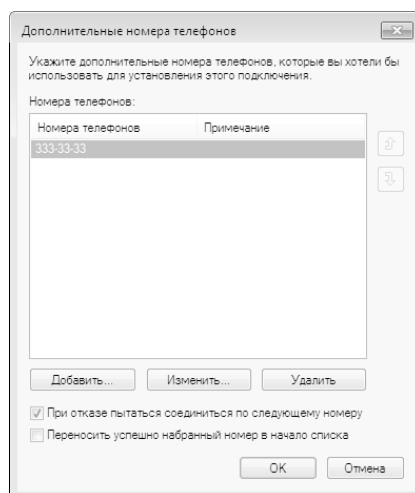 Дополнительные номера телефонов
Укажите дополнительные номера телефонов, которые вы хотели бы
использовать для установления этого подключения.
Номера телефонов:
Номера телефонов Примечание
333-33-33
Добавить... Изменить... Удалить
При отказе пытаться соединиться по следующему номеру
Переносить успешно набранный номер в начало списка
OK Отмена